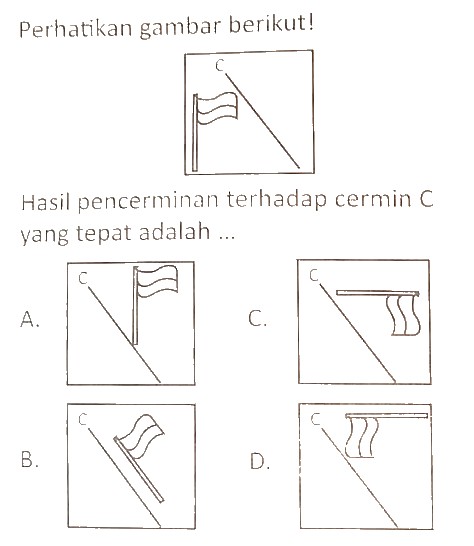 Perhatikan gambar berikut!
C
Hasil pencerminan terhadap cermin C
yang tepat adalah ...
A.
C
C.
C
B.
C
D.
C